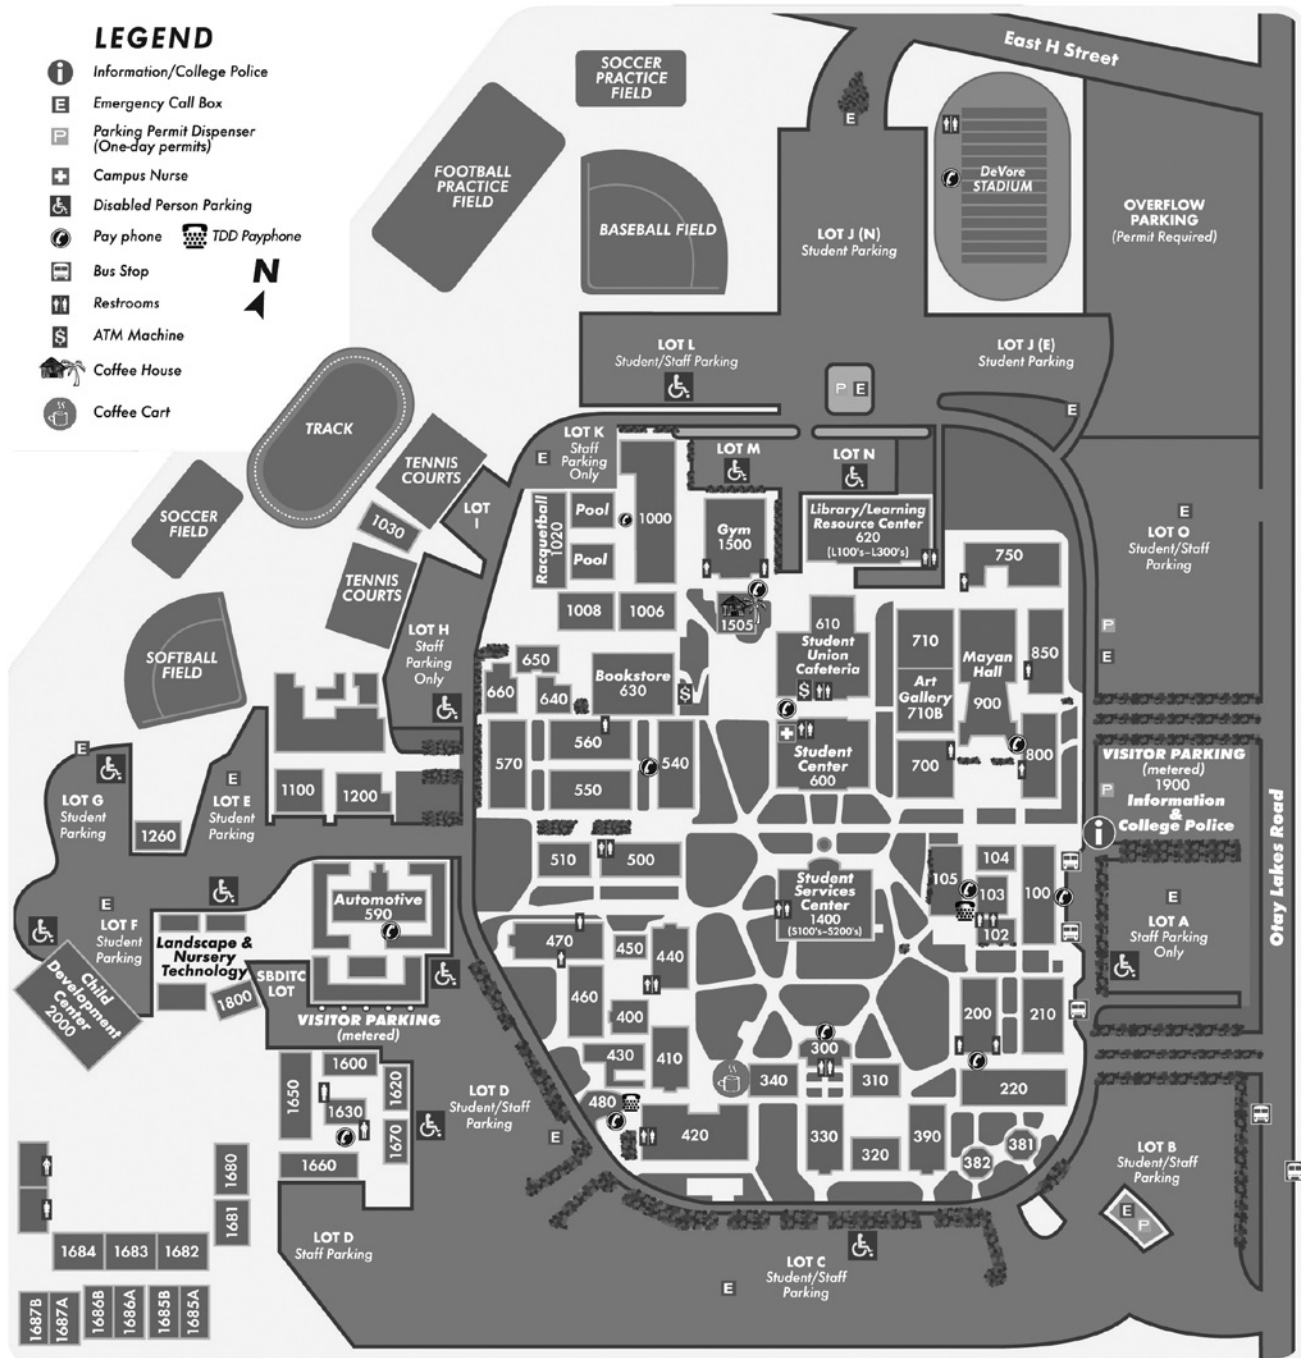 LEGEND
Information/College Police
E
Emergency Call Box
P
Parking Permit Dispenser
(One-day permits)
Campus Nurse
Disabled Person Parking
Pay phone
TDD Payphone
Bus Stop
Restrooms
$
ATM Machine
Coffee House
Coffee Cart
N
East H Street
SOCCER
PRACTICE
FIELD
FOOTBALL
PRACTICE
FIELD
BASEBALL FIELD
E
LOT J (N)
Student Parking
DeVore
STADIUM
OVERFLOW
PARKING
(Permit Required)
LOT L
Student/Staff Parking
P E
LOT J (E)
Student Parking
E
TRACK
TENNIS
COURTS
SOCCER
FIELD
1030
TENNIS
COURTS
LOT
I
LOT K
Staff
Parking
Only
E
LOT M
LOT N
Racquetball
1020
Pool
Pool
1000
Gym
1500
Library/Learning
Resource Center
620
(L100's–L300's)
750
E
LOT O
Student/Staff
Parking
P
E
SOFTBALL
FIELD
LOT H
Staff
Parking
Only
1008
1006
1505
610
Student
Union
Cafeteria
$
710
Art
Gallery
710B
Mayan
Hall
900
850
650
660
640
Bookstore
630
$
570
560
550
540
Student
Center
600
700
800
VISITOR PARKING
(metered)
1900
P
Information
&
College Police
E
LOT G
Student
Parking
E
LOT E
Student
Parking
1100
1200
1260
510
500
Student
Services
Center
1400
(S100's–S200's)
105
104
103
102
100
E
LOT A
Staff Parking
Only
Otay Lakes Road
Automotive
590
E
LOT F
Student
Parking
Landscape &
Nursery
Technology
SBDITC
LOT
1800
Child
Development
Center
2000
VISITOR PARKING
(metered)
470
450
440
460
400
430
410
480
420
300
340
310
330
320
390
200
210
220
381
382
1600
1650
1620
1630
1670
1660
LOT D
Student/Staff
Parking
E
LOT B
Student/Staff
Parking
E
P
1680
1681
1684
1683
1682
1687B
1687A
1686B
1686A
1685B
1685A
LOT D
Staff Parking
LOT C
Student/Staff
Parking
E